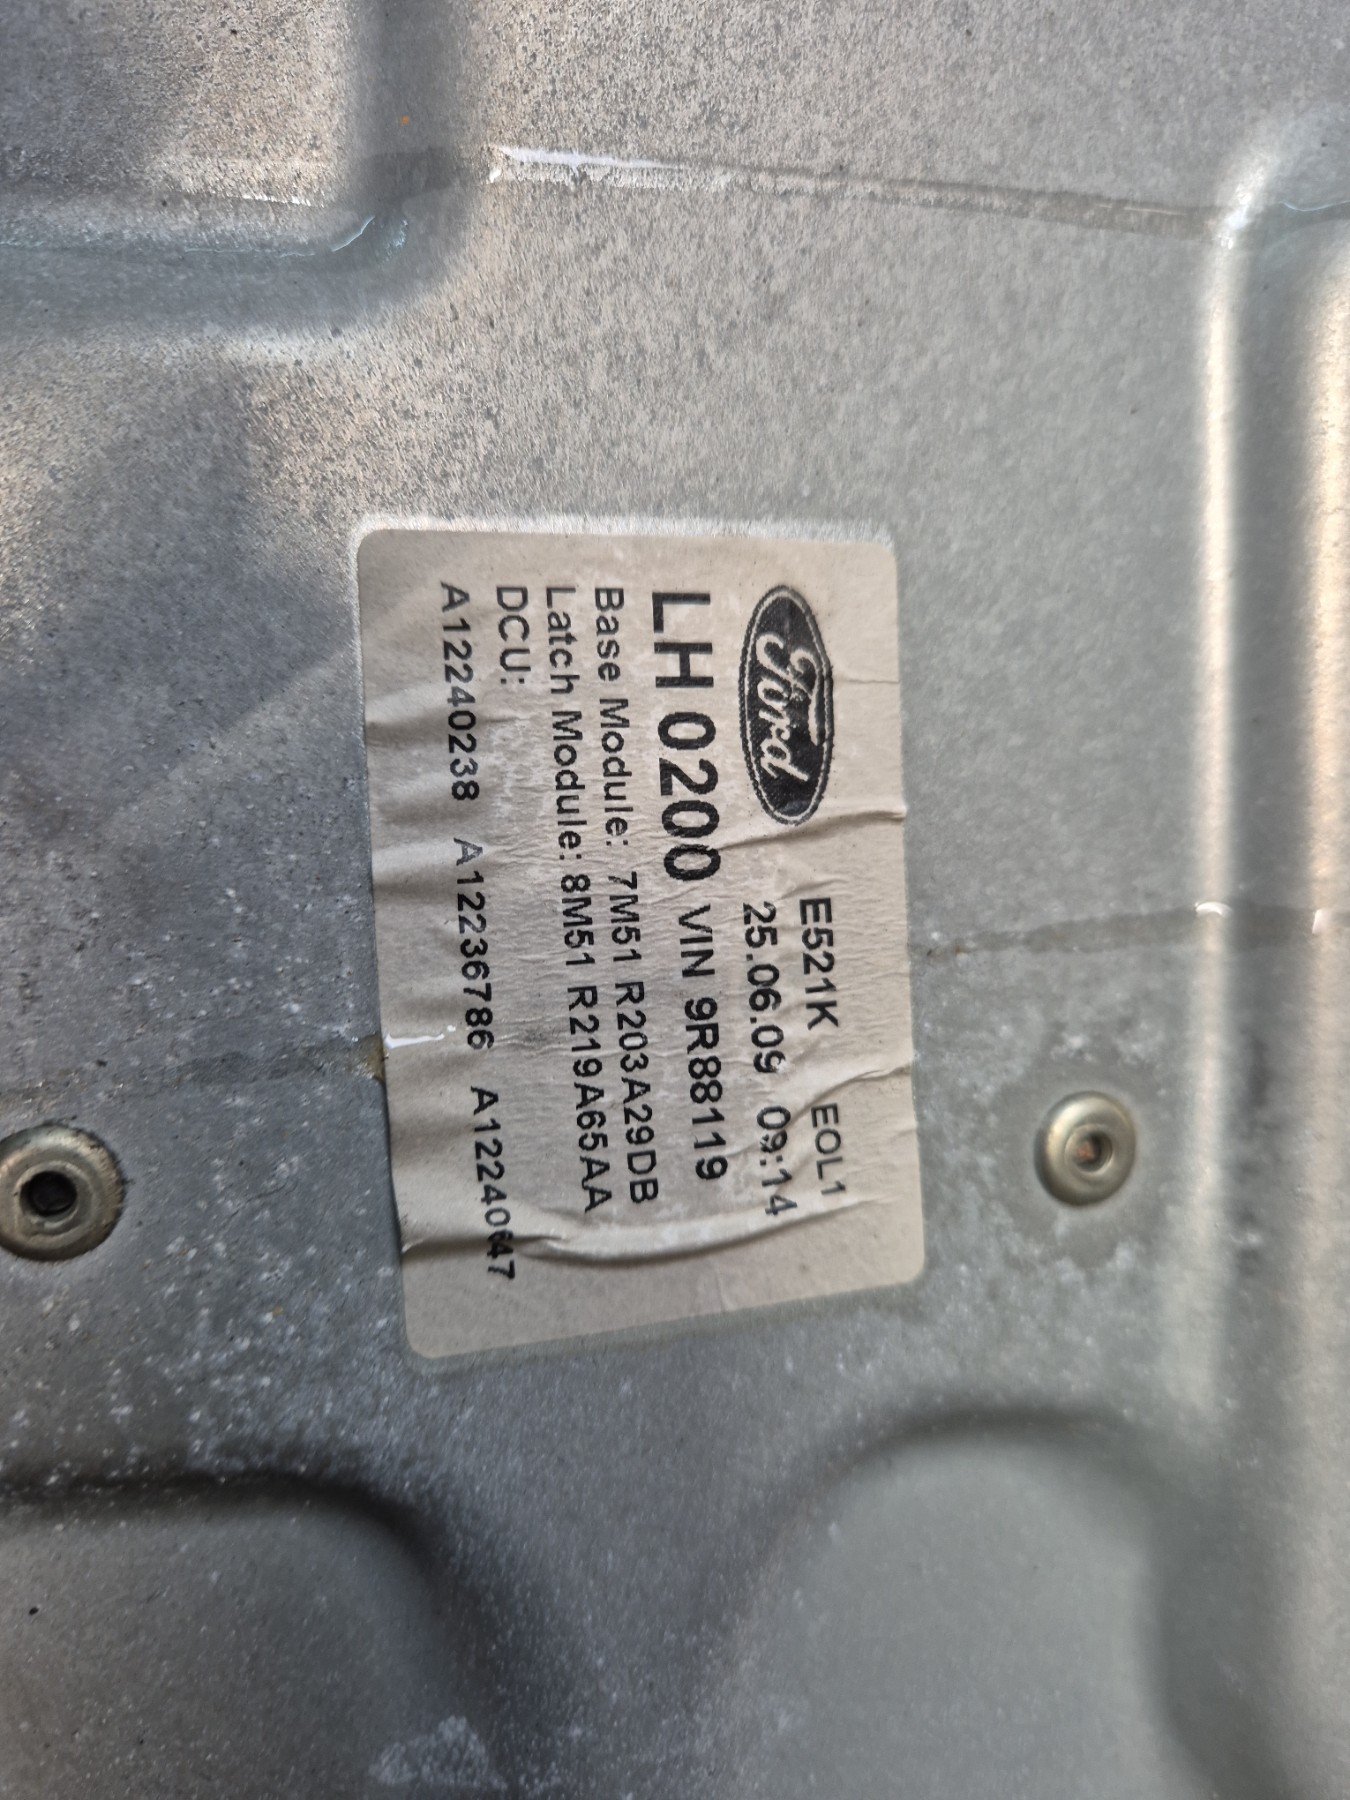 Ford
E521K EOL1
25.06.09 09:14
LH 0200 VIN 9R88119
Base Module: 7M51 R203A29DB
Latch Module: 8M51 R219A65AA
DCU:
A12240238 A12236786